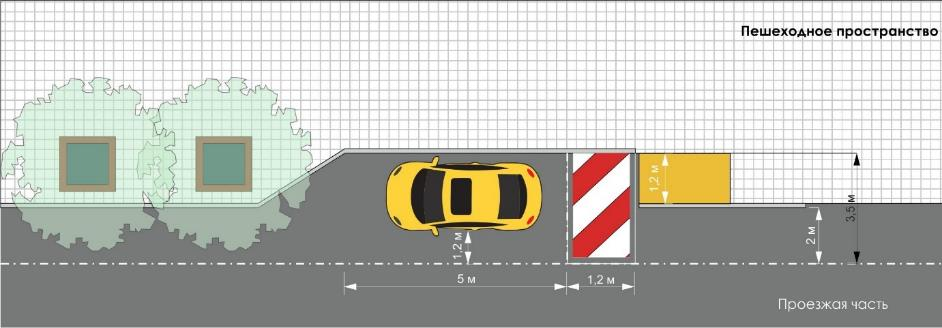 Пешеходное пространство
1,2 м
3,5 м
2 м
1,2 м
5 м
1,2 м
Проезжая часть